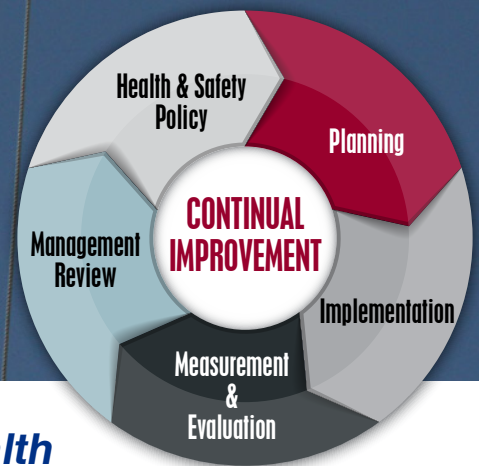 Health & Safety
Policy
Planning
CONTINUAL
IMPROVEMENT
Management
Review
Implementation
Measurement
&
Evaluation